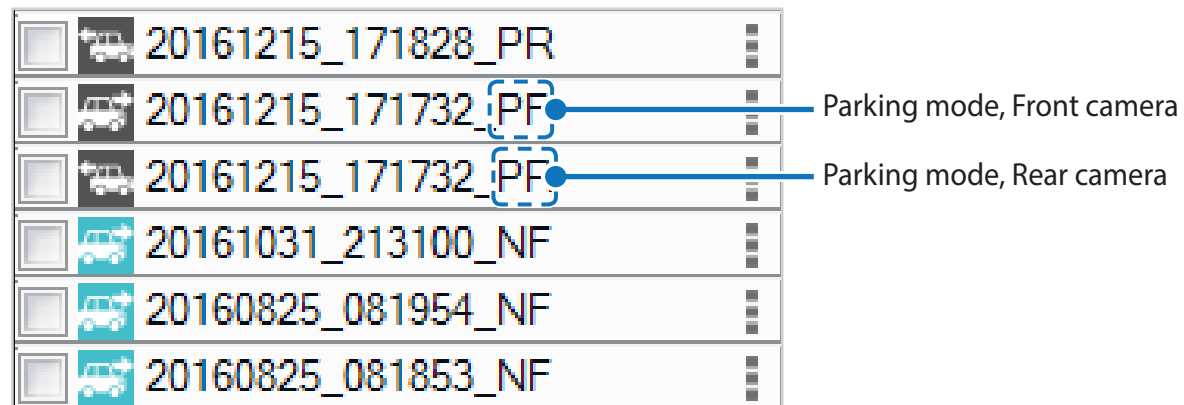 20161215_171828_PR
20161215_171732_PF Parking mode, Front camera
20161215_171732_PF Parking mode, Rear camera
20161031_213100_NF
20160825_081954_NF
20160825_081853_NF